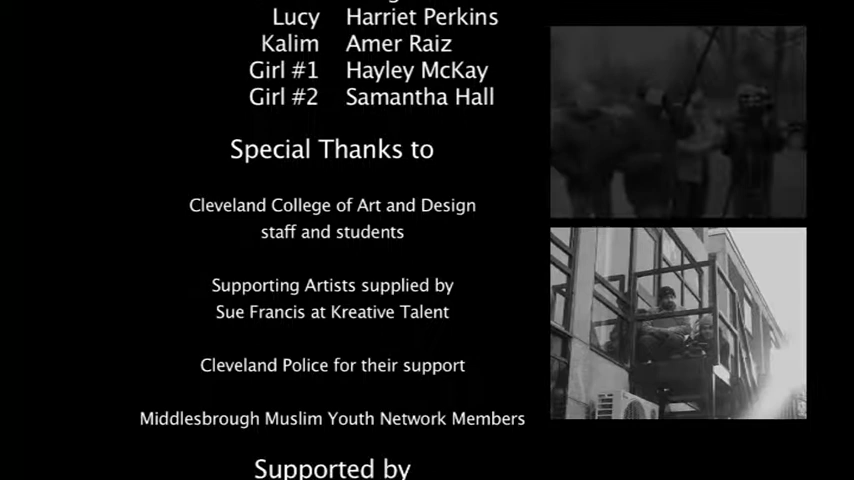 Lucy Harriet Perkins
Kalim Amer Raiz
Girl #1 Hayley McKay
Girl #2 Samantha Hall
Special Thanks to
Cleveland College of Art and Design
staff and students
Supporting Artists supplied by
Sue Francis at Kreative Talent
Cleveland Police for their support
Middlesbrough Muslim Youth Network Members
Supported by